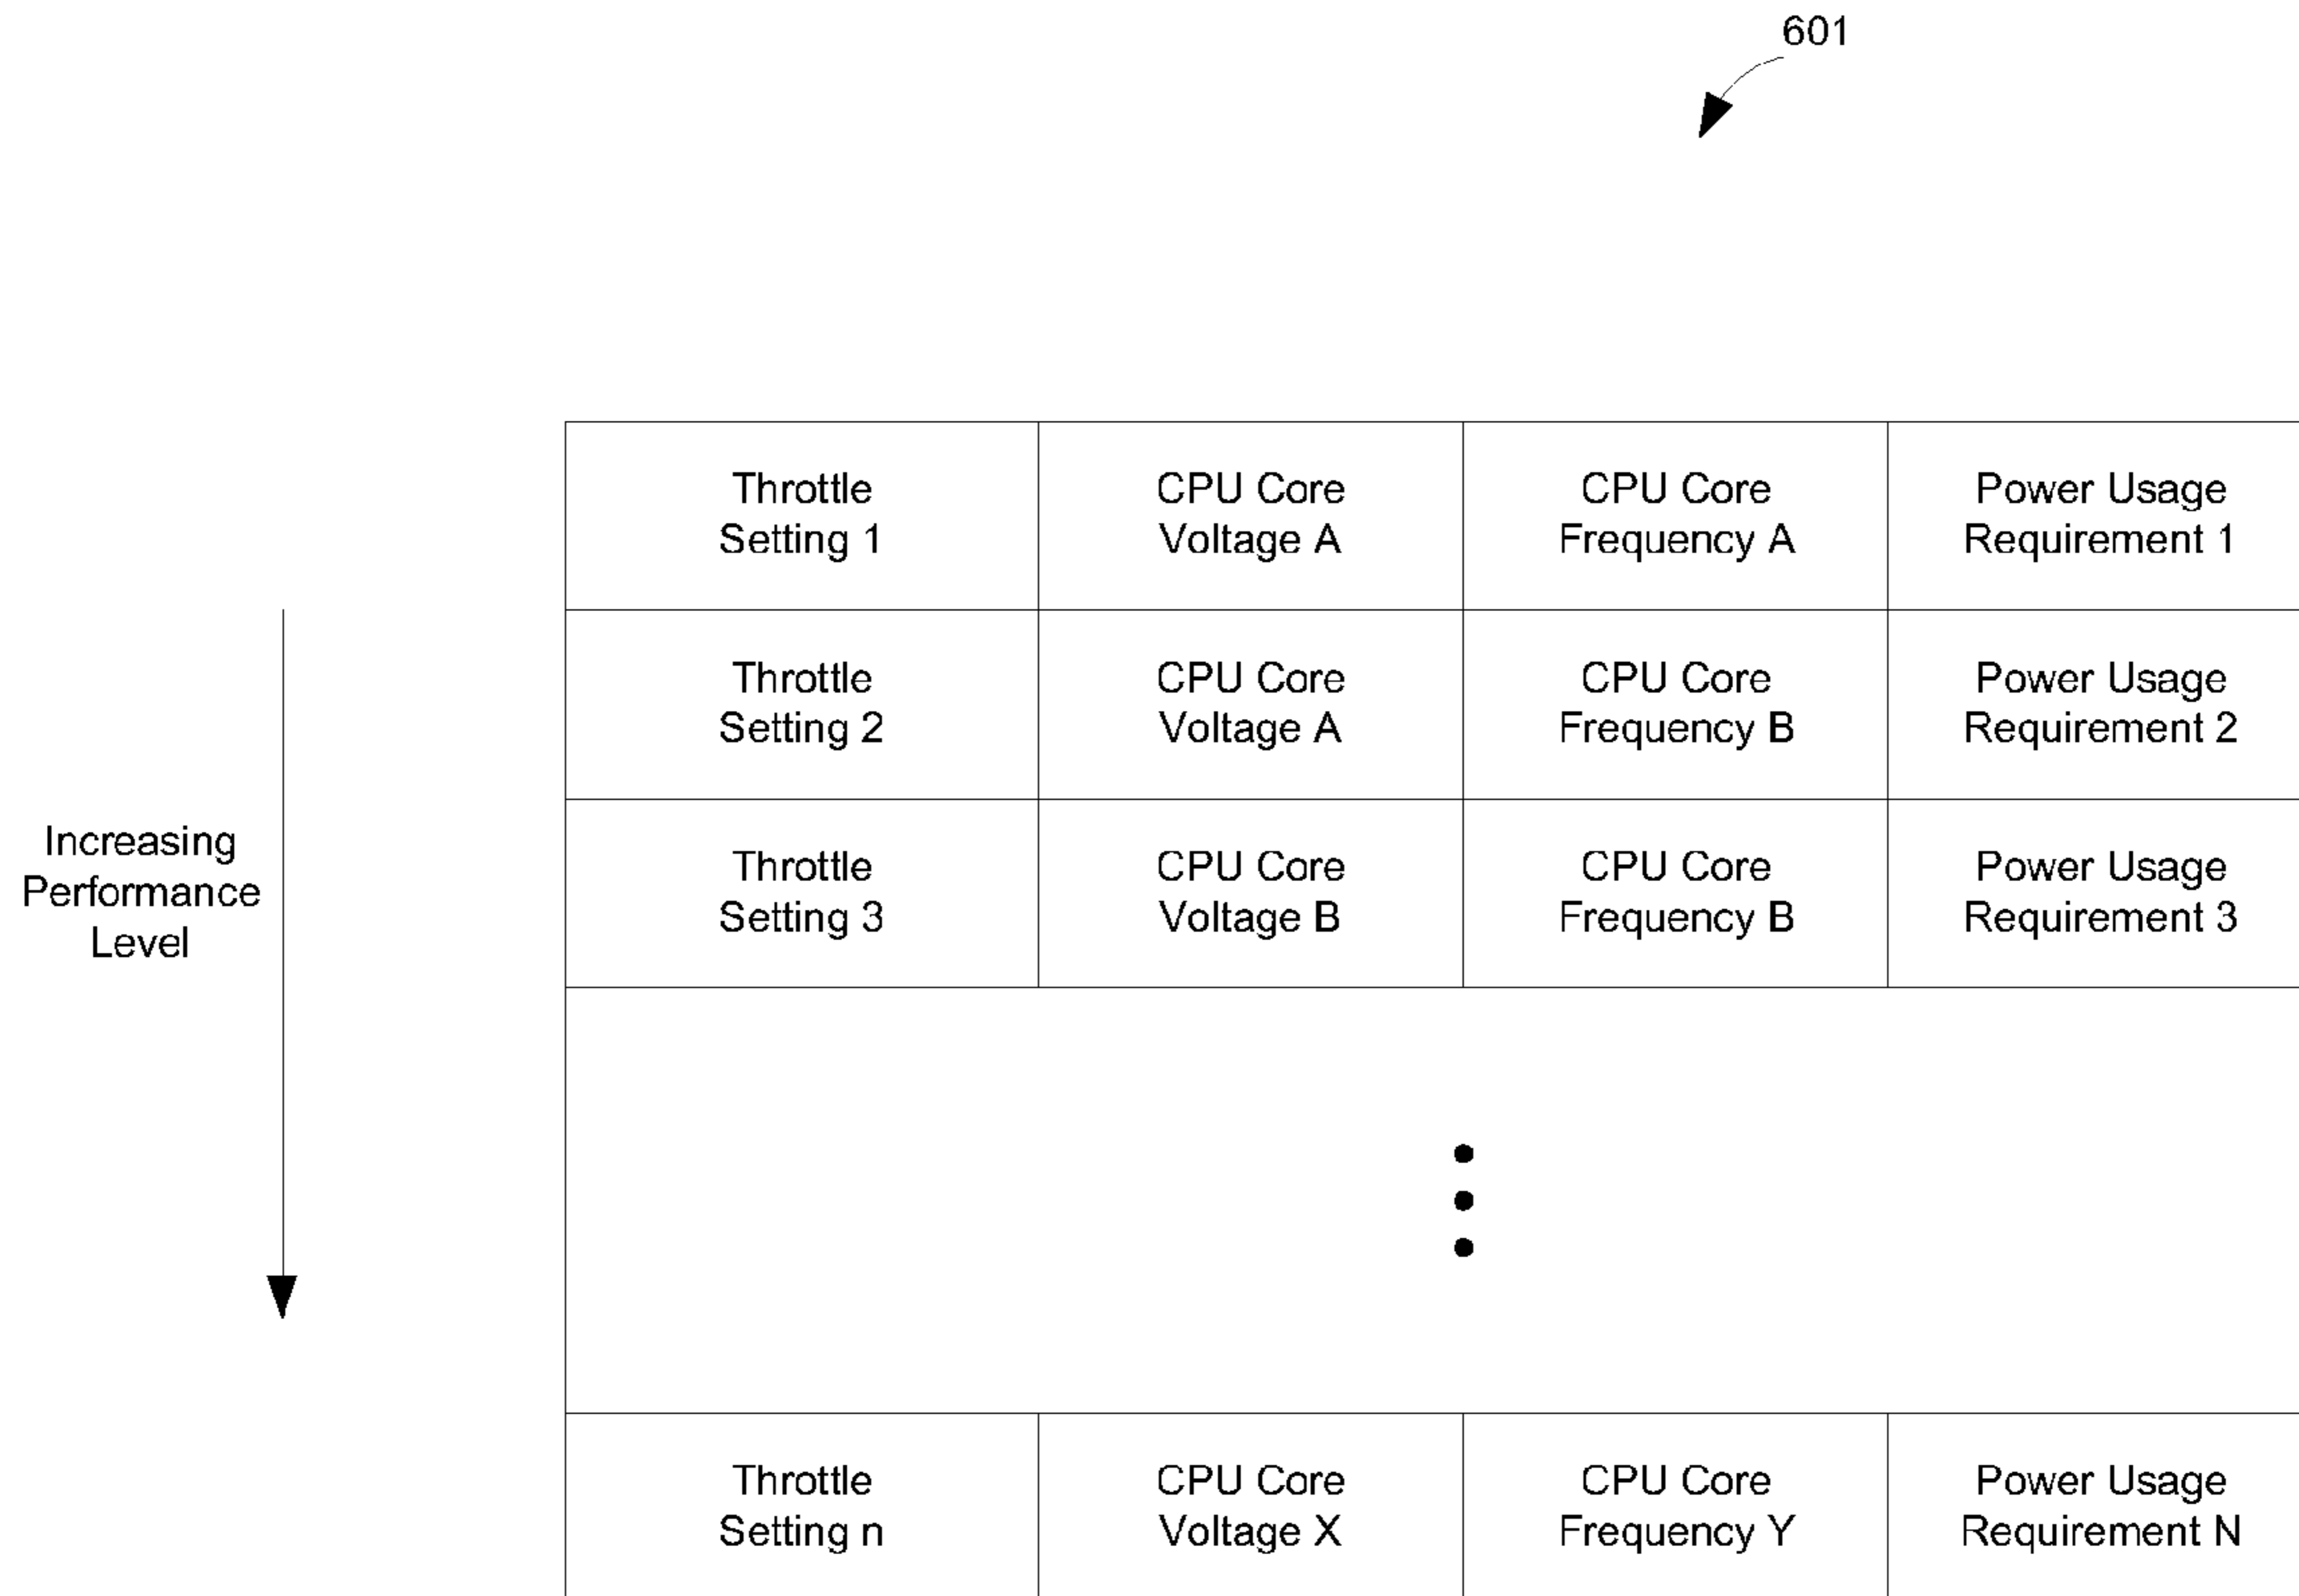 601
Throttle
Setting 1
CPU Core
Voltage A
CPU Core
Frequency A
Power Usage
Requirement 1
Throttle
Setting 2
CPU Core
Voltage A
CPU Core
Frequency B
Power Usage
Requirement 2
Increasing
Performance
Level
Throttle
Setting 3
CPU Core
Voltage B
CPU Core
Frequency B
Power Usage
Requirement 3
Throttle
Setting n
CPU Core
Voltage X
CPU Core
Frequency Y
Power Usage
Requirement N